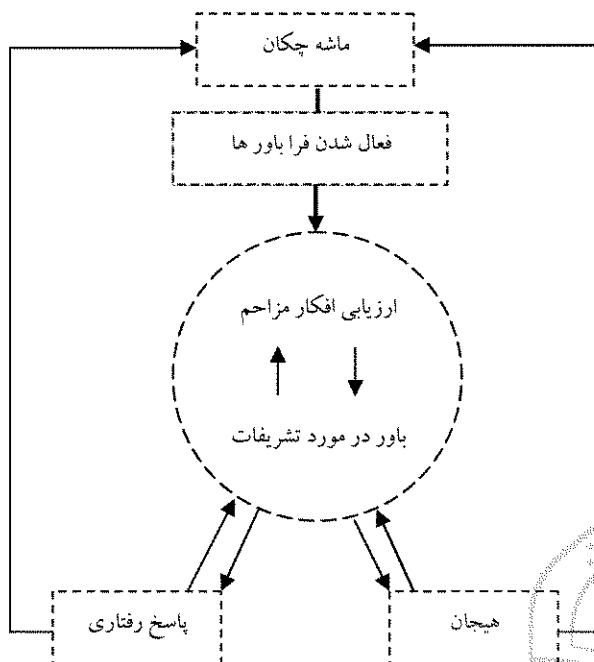 ماشه چکان
فعال شدن فرا باور ها
ارزیابی افکار مزاحم
باور در مورد تشریفات
پاسخ رفتاری
هیجان